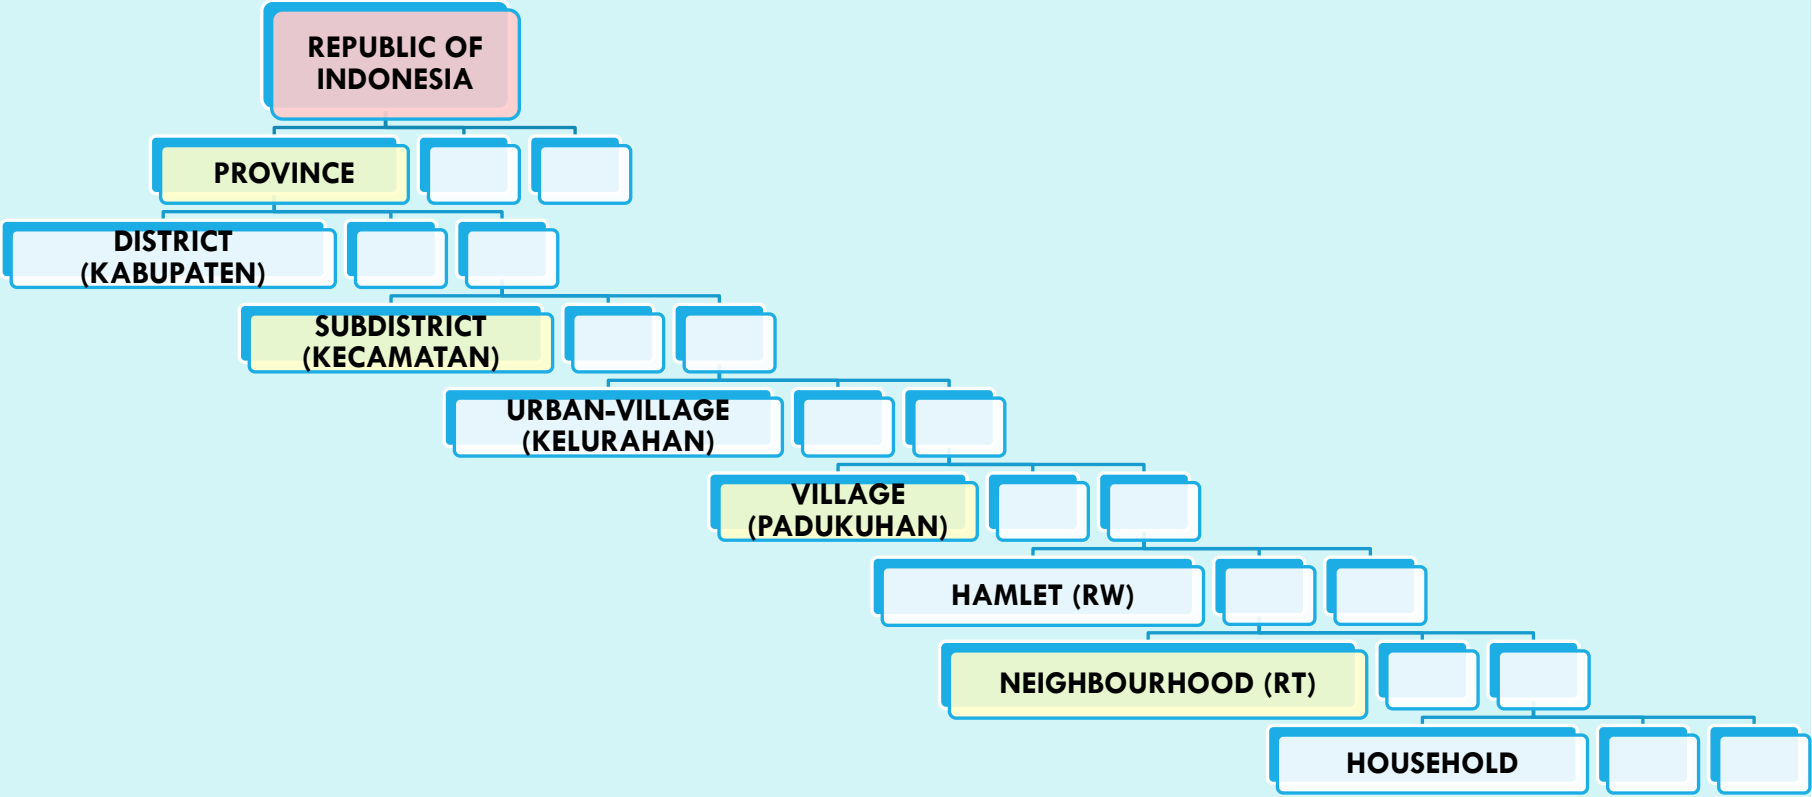 REPUBLIC OF
INDONESIA
PROVINCE
DISTRICT
(KABUPATEN)
SUBDISTRICT
(KECAMATAN)
URBAN-VILLAGE
(KELURAHAN)
VILLAGE
(PADUKUHAN)
HAMLET (RW)
NEIGHBOURHOOD (RT)
HOUSEHOLD